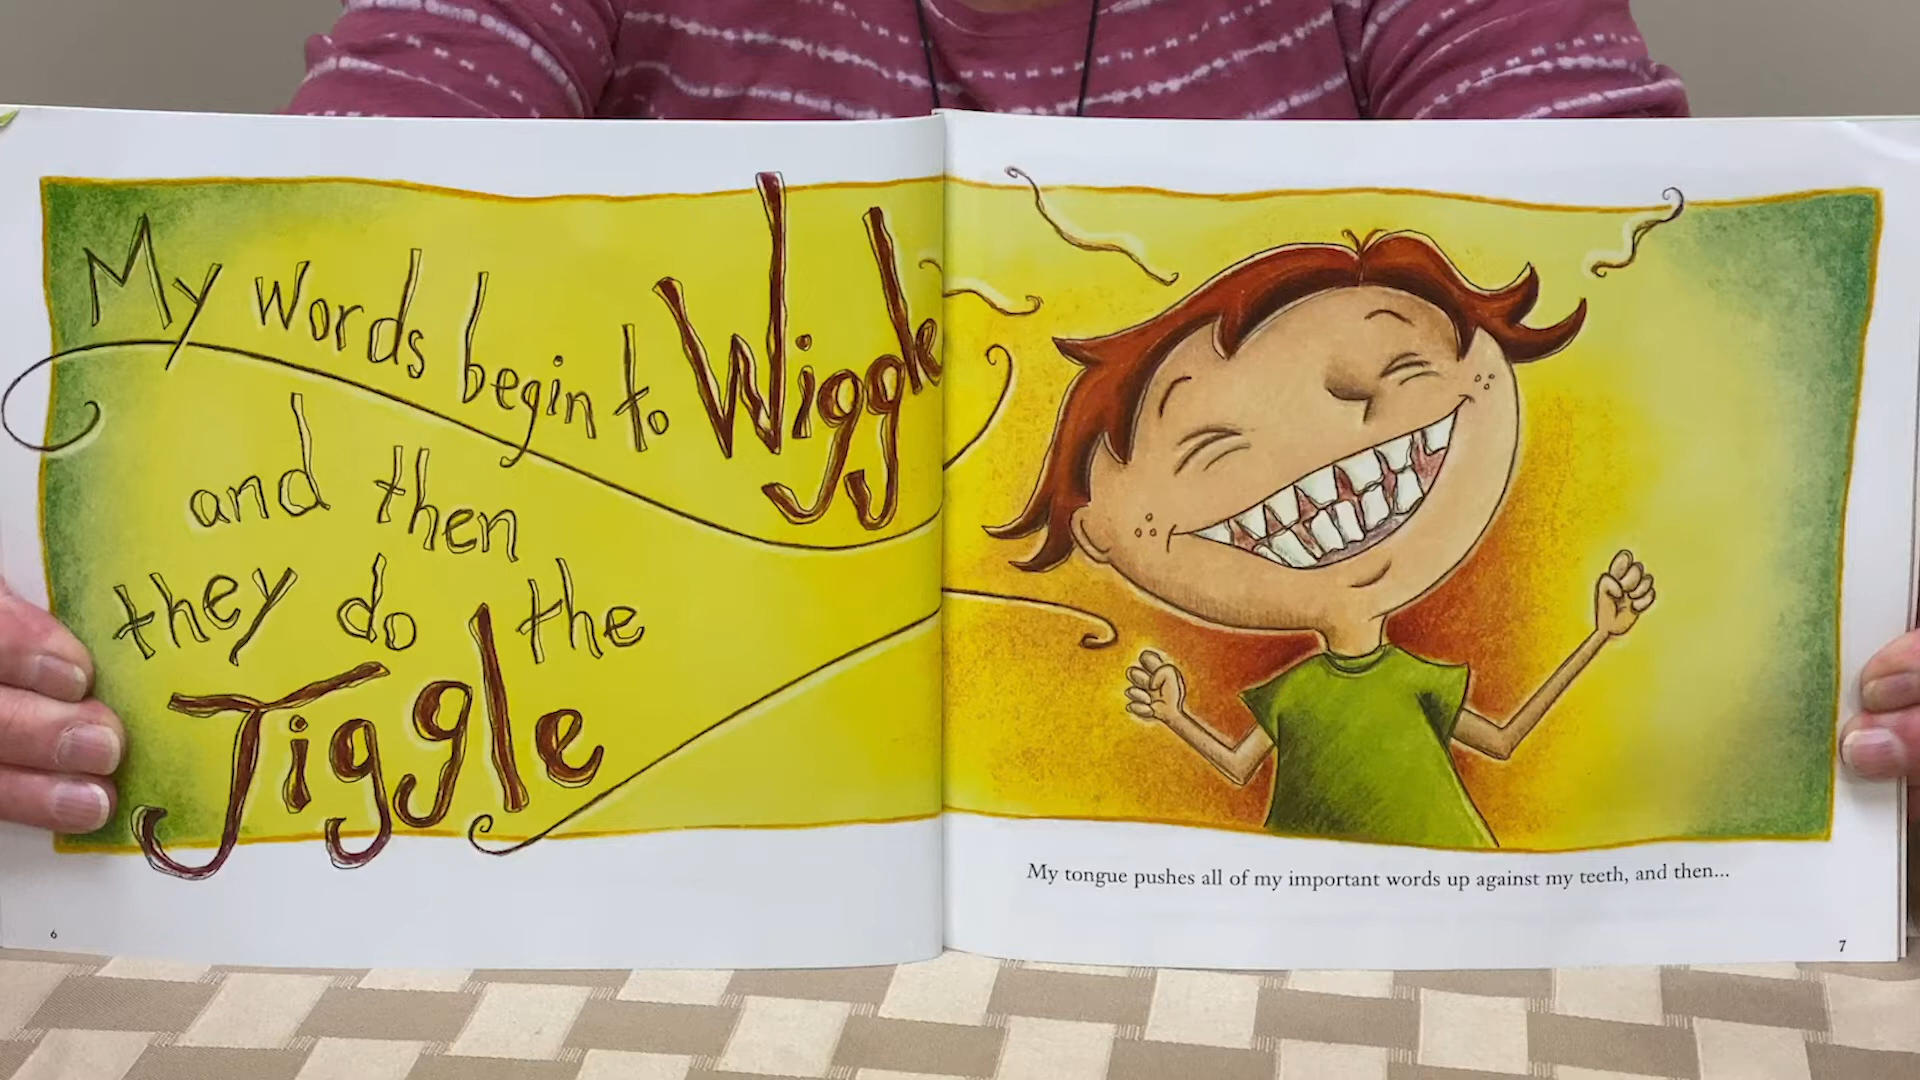 My words begin to Wiggle
and then
they do the
Jiggle
6
My tongue pushes all of my important words up against my teeth, and then...
7